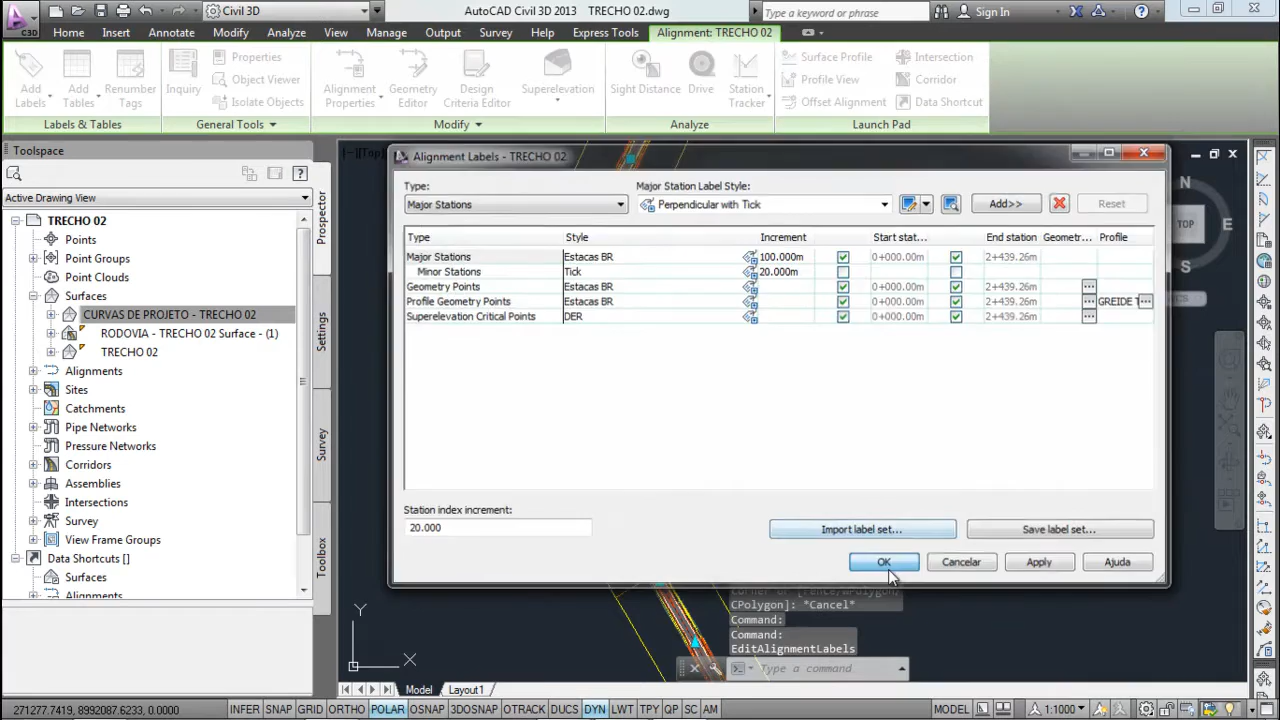 Civil 3D
AutoCAD Civil 3D 2013 TRECHO 02.dwg
Type a keyword or phrase
Sign In
C3D
Home Insert Annotate Modify Analyze View Manage Output Survey Help Express Tools Alignment: TRECHO 02
Add Labels
Add Tables
Renumber Tags
Labels & Tables
Inquiry
Properties
Object Viewer
Isolate Objects
General Tools
Alignment Properties
Geometry Editor
Design Criteria Editor
Superelevation
Modify
Sight Distance
Drive
Station Tracker
Analyze
Surface Profile
Profile View
Offset Alignment
Intersection
Corridor
Data Shortcut
Launch Pad
Toolspace
Active Drawing View
TRECHO 02
Points
Point Groups
Point Clouds
Surfaces
CURVAS DE PROJETO - TRECHO 02
RODOVIA - TRECHO 02 Surface - (1)
TRECHO 02
Alignments
Sites
Catchments
Pipe Networks
Pressure Networks
Corridors
Assemblies
Intersections
Survey
View Frame Groups
Data Shortcuts []
Surfaces
Alignments
Prospector
Settings
Survey
Toolbox
[−][Top]
Alignment Labels - TRECHO 02
Type:
Major Station Label Style:
Major Stations
Perpendicular with Tick
Add>>
Reset
Type Style Increment Start stat... End station Geometr... Profile
Major Stations Estacas BR 100.000m 0+000.00m 2+439.26m
Minor Stations Tick 20.000m
Geometry Points Estacas BR 0+000.00m 2+439.26m
Profile Geometry Points Estacas BR 0+000.00m 2+439.26m GREIDE T
Superelevation Critical Points DER 0+000.00m 2+439.26m
Station index increment:
20.000
Import label set...
Save label set...
OK
Cancelar
Apply
Ajuda
N
TOP
E
S
CPolygon]: *Cancel*
Command:
Command:
EditAlignmentLabels
Type a command
Y
X
Model
Layout1
271277.7419, 8992087.6233, 0.0000
INFER SNAP GRID ORTHO POLAR OSNAP 3DOSNAP OTRACK DUCS DYN LWT TPY QP SC AM
MODEL
1:1000